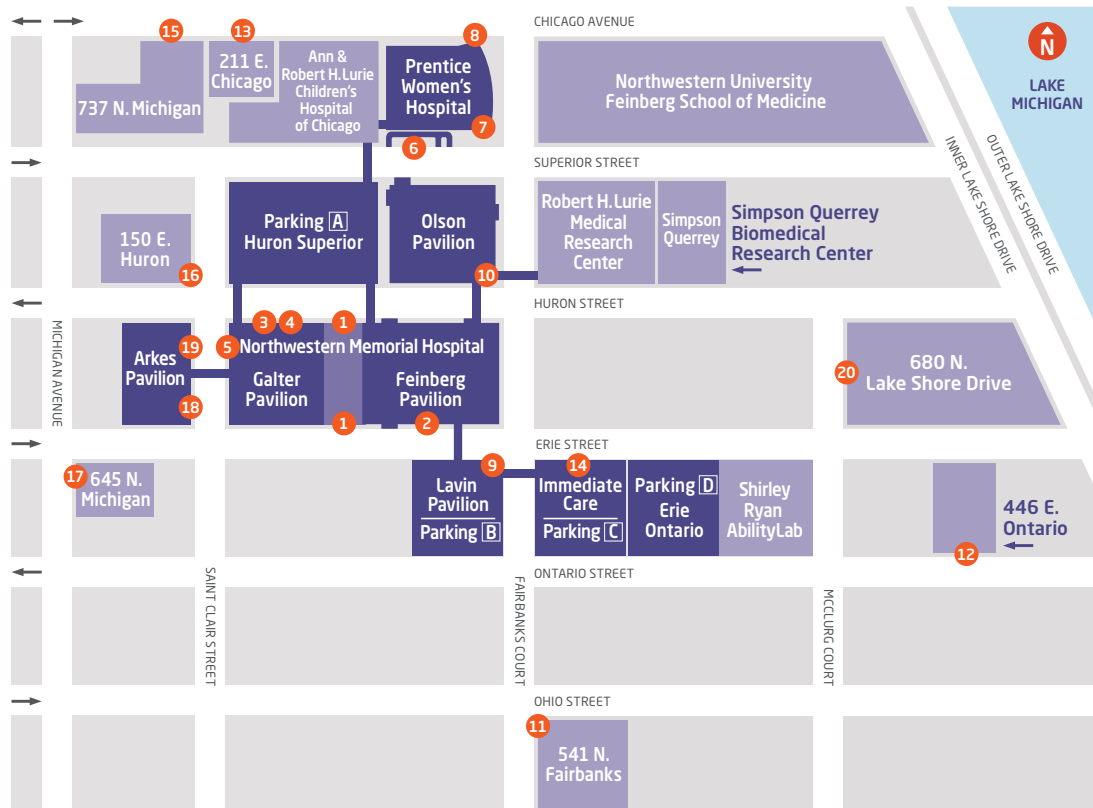 CHICAGO AVENUE
15
13
8
N
LAKE
MICHIGAN
737 N. Michigan
211 E.
Chicago
Ann &
Robert H. Lurie
Children's
Hospital
of Chicago
Prentice
Women's
Hospital
7
6
Northwestern University
Feinberg School of Medicine
INNER LAKE SHORE DRIVE
OUTER LAKE SHORE DRIVE
SUPERIOR STREET
150 E.
Huron
16
Parking A
Huron Superior
Olson
Pavilion
10
Robert H. Lurie
Medical
Research
Center
Simpson
Querrey
Simpson Querrey
Biomedical
Research Center
HURON STREET
MICHIGAN AVENUE
Arkes
Pavilion
19
18
5
3
4
1
Northwestern Memorial Hospital
Galter
Pavilion
Feinberg
Pavilion
1
2
20
680 N.
Lake Shore Drive
ERIE STREET
17
645 N.
Michigan
9
Lavin
Pavilion
Parking B
14
Immediate
Care
Parking C
Parking D
Erie
Ontario
Shirley
Ryan
AbilityLab
446 E.
Ontario
12
ONTARIO STREET
SAINT CLAIR STREET
FAIRBANKS COURT
MCCLURG COURT
OHIO STREET
11
541 N.
Fairbanks